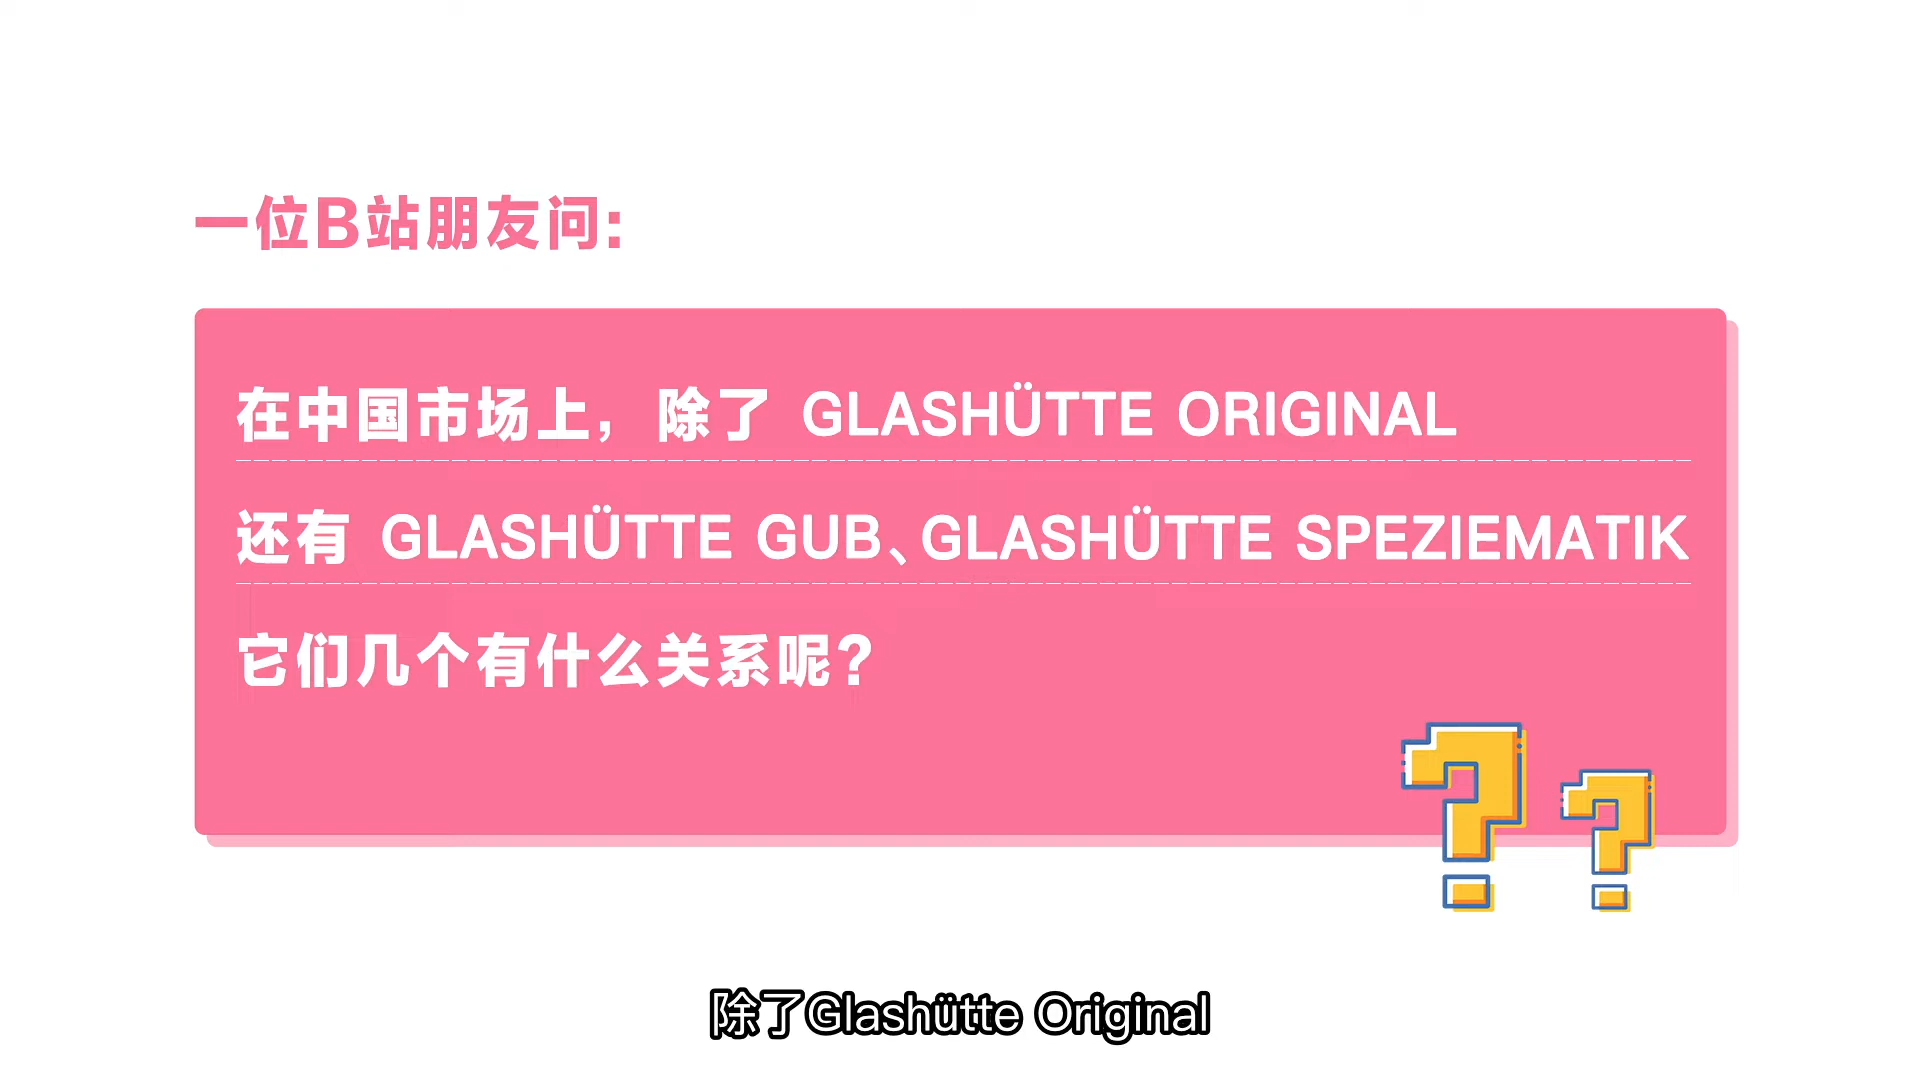 一位B站朋友问:
在中国市场上，除了 GLASHÜTTE ORIGINAL
还有 GLASHÜTTE GUB、GLASHÜTTE SPEZIEMATIK
它们几个有什么关系呢?
除了Glashütte Original